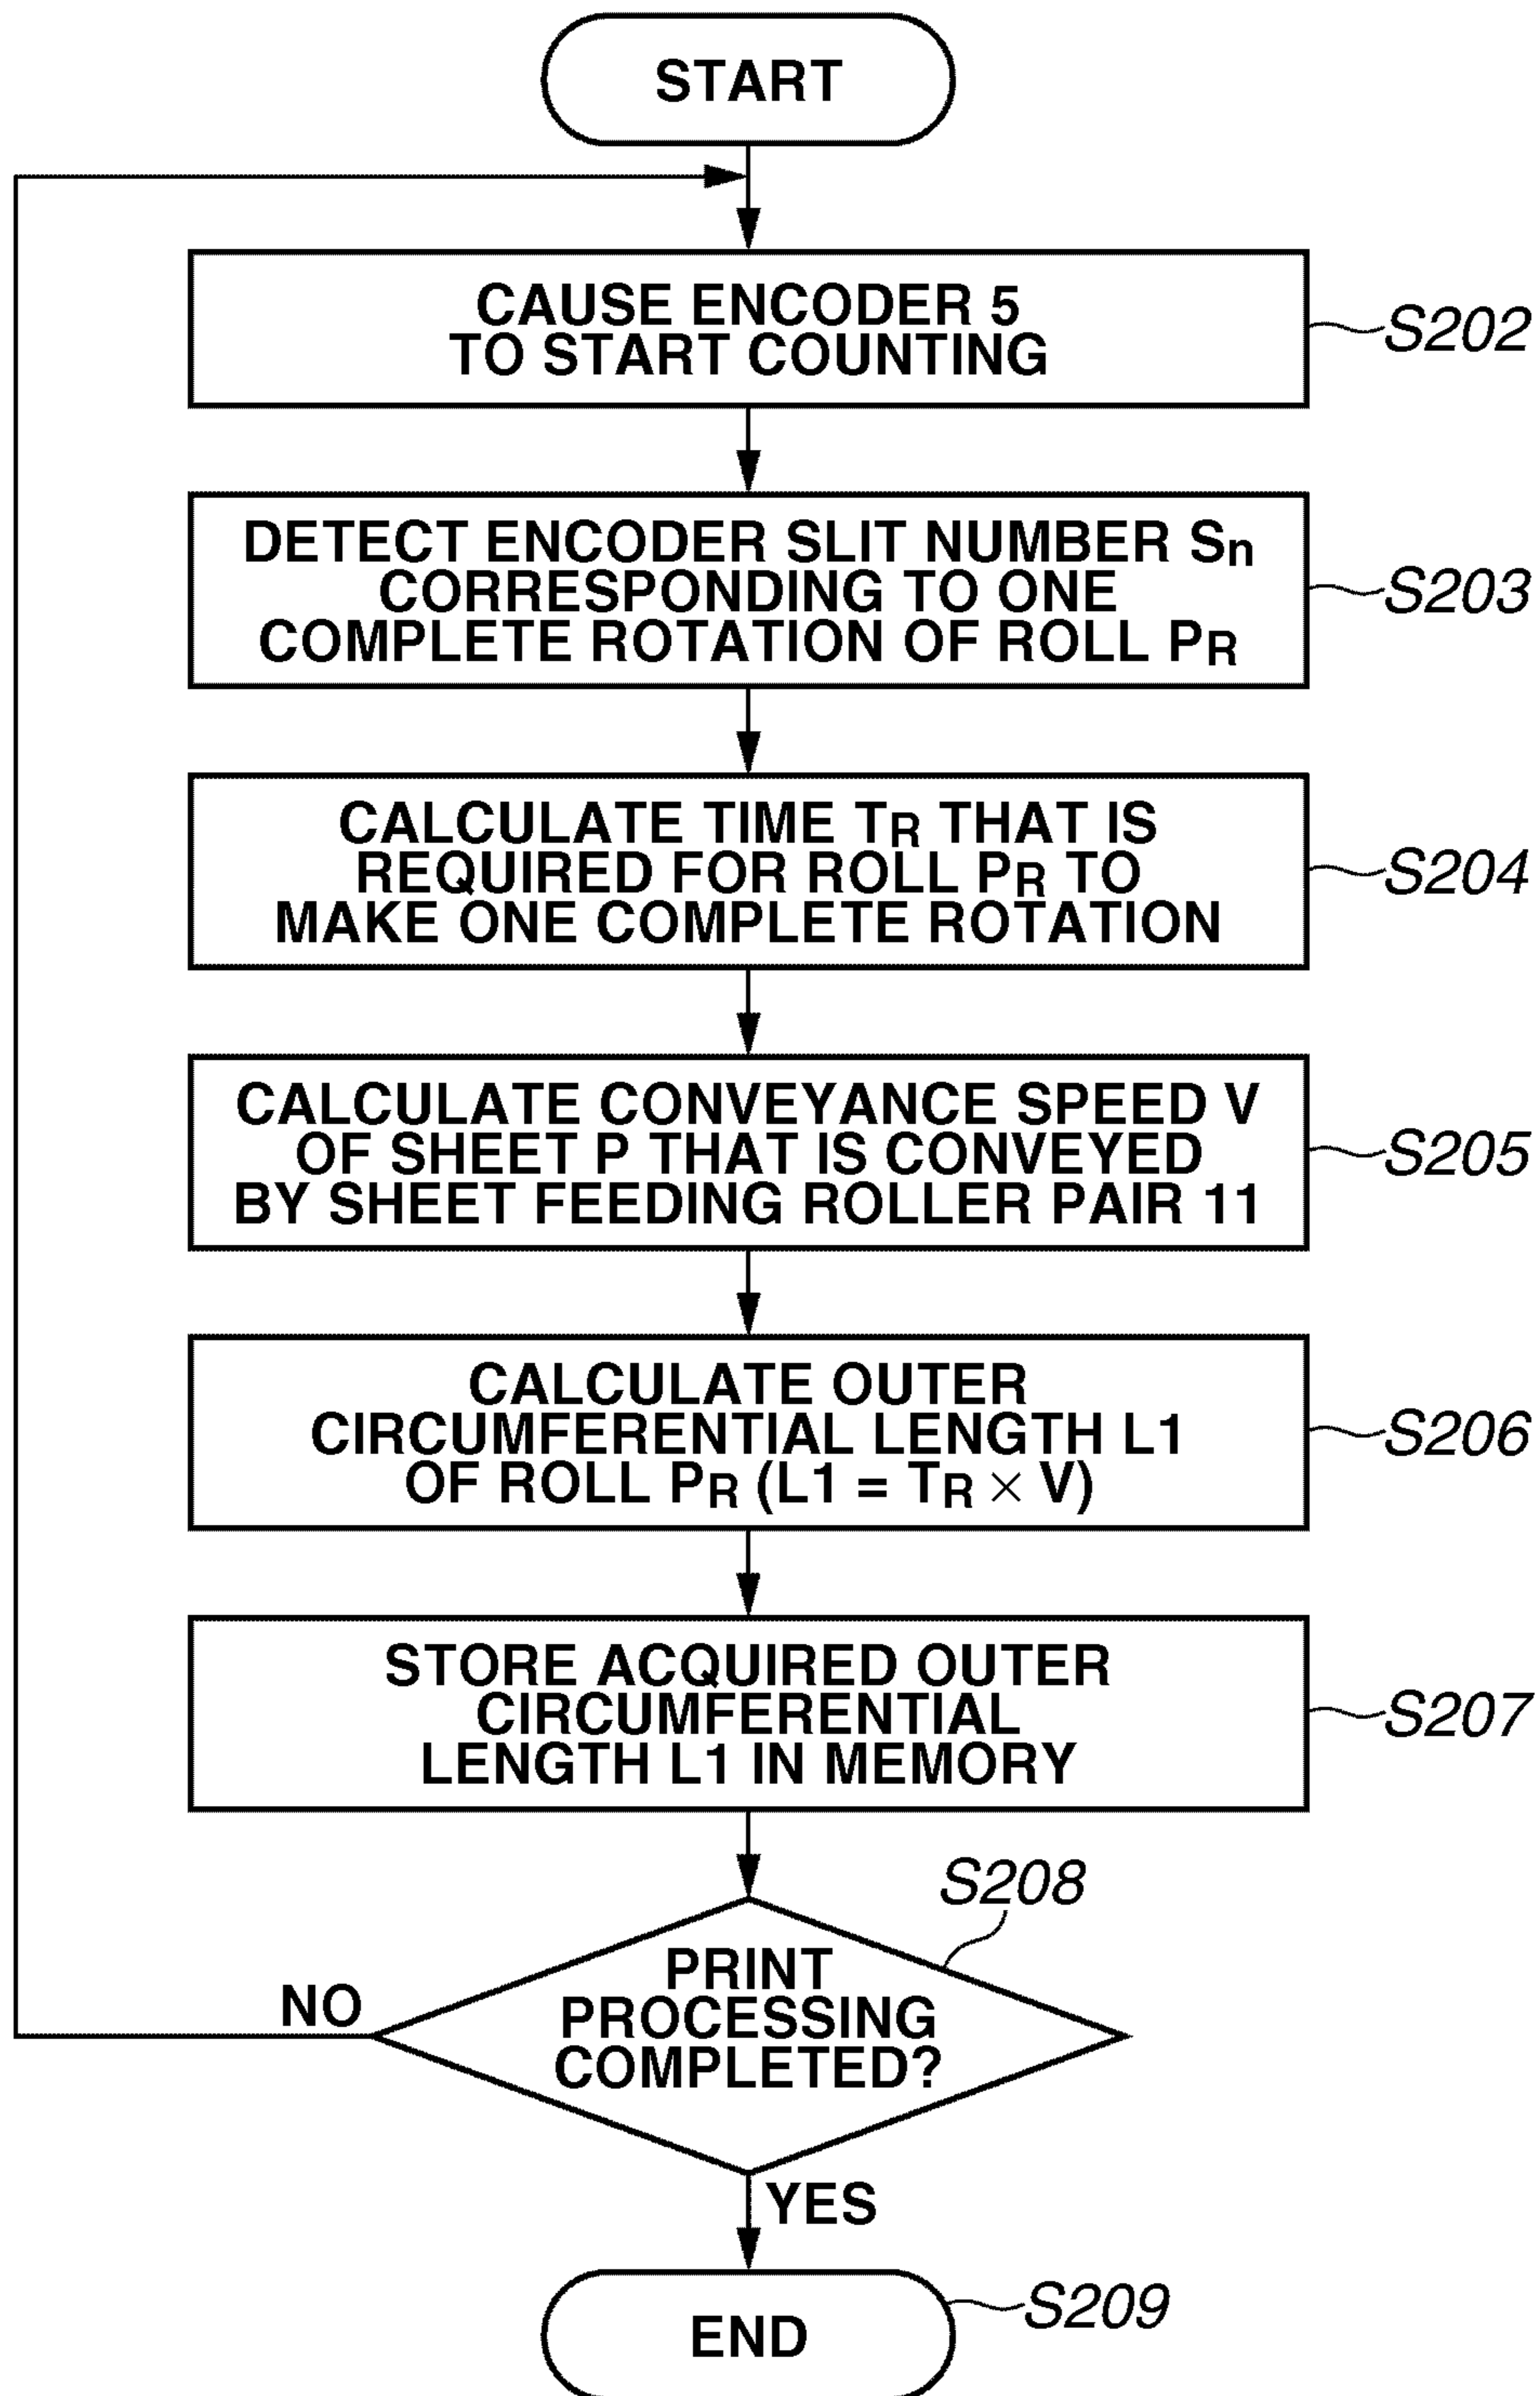 START
CAUSE ENCODER 5
TO START COUNTING
S202
DETECT ENCODER SLIT NUMBER Sn
CORRESPONDING TO ONE
COMPLETE ROTATION OF ROLL PR
S203
CALCULATE TIME TR THAT IS
REQUIRED FOR ROLL PR TO
MAKE ONE COMPLETE ROTATION
S204
CALCULATE CONVEYANCE SPEED V
OF SHEET P THAT IS CONVEYED
BY SHEET FEEDING ROLLER PAIR 11
S205
CALCULATE OUTER
CIRCUMFERENTIAL LENGTH L1
OF ROLL PR (L1 = TR × V)
S206
STORE ACQUIRED OUTER
CIRCUMFERENTIAL
LENGTH L1 IN MEMORY
S207
S208
PRINT
PROCESSING
COMPLETED?
NO
YES
END
S209